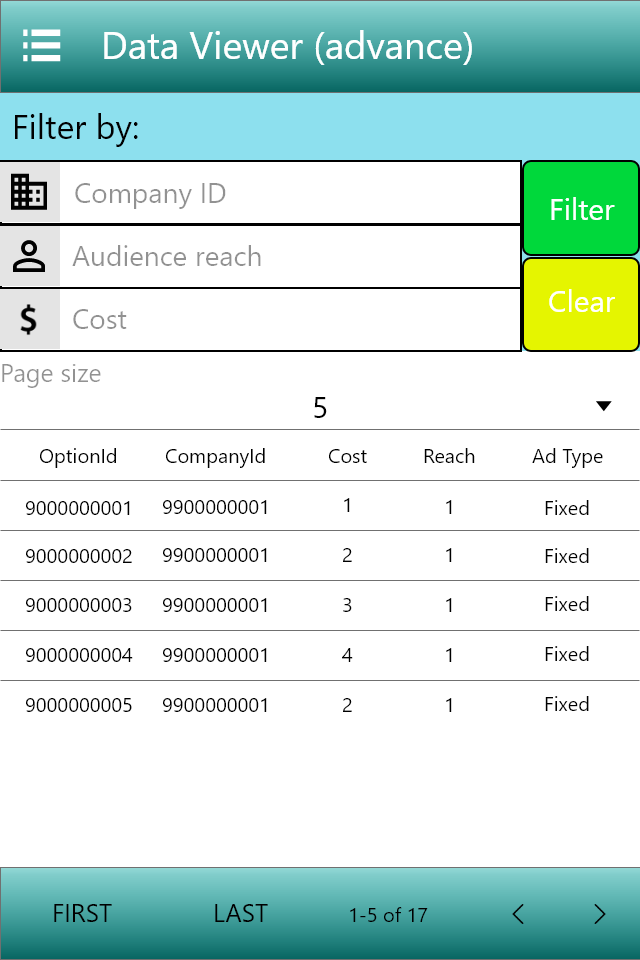 Data Viewer (advance)
Filter by:
Company ID
Filter
Audience reach
Clear
$ Cost
Page size
5
OptionId CompanyId Cost Reach Ad Type
9000000001 9900000001 1 1 Fixed
9000000002 9900000001 2 1 Fixed
9000000003 9900000001 3 1 Fixed
9000000004 9900000001 4 1 Fixed
9000000005 9900000001 2 1 Fixed
FIRST LAST 1-5 of 17